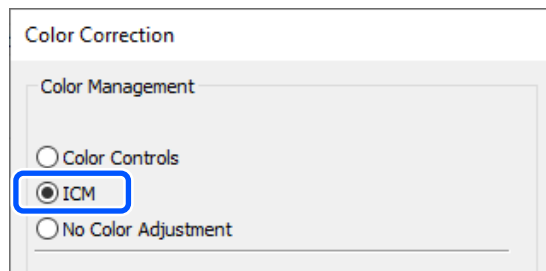 Color Correction
Color Management
Color Controls
ICM
No Color Adjustment